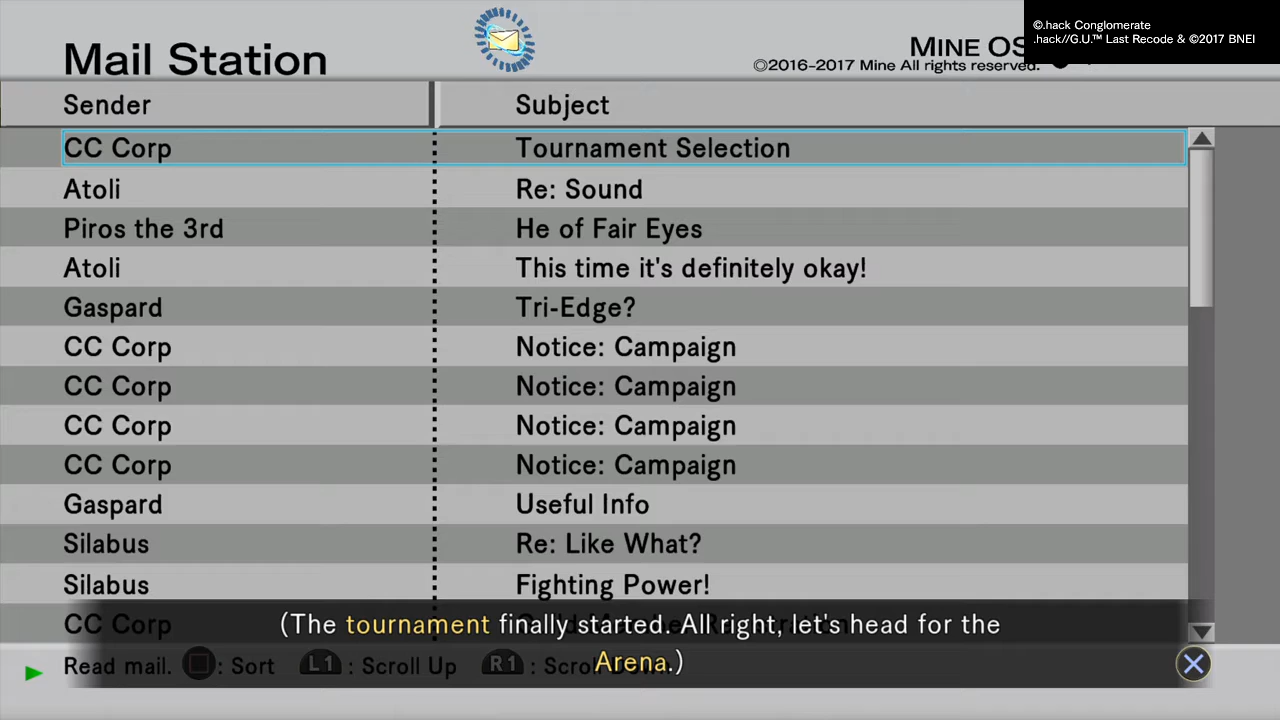 ©.hack Conglomerate
.hack//G.U.™ Last Recode & ©2017 BNEI
Mail Station
MINE OS
©2016-2017 Mine All rights reserved.
Sender Subject
CC Corp Tournament Selection
Atoli Re: Sound
Piros the 3rd He of Fair Eyes
Atoli This time it's definitely okay!
Gaspard Tri-Edge?
CC Corp Notice: Campaign
CC Corp Notice: Campaign
CC Corp Notice: Campaign
CC Corp Notice: Campaign
Gaspard Useful Info
Silabus Re: Like What?
Silabus Fighting Power!
CC Corp
(The tournament finally started. All right, let's head for the
Arena.)
Read mail. : Sort L1 : Scroll Up R1 :